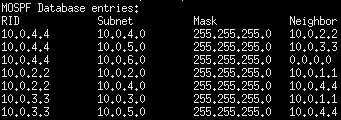 MOSPF Database entries:
RID Subnet Mask Neighbor
10.0.4.4 10.0.4.0 255.255.255.0 10.0.2.2
10.0.4.4 10.0.5.0 255.255.255.0 10.0.3.3
10.0.4.4 10.0.6.0 255.255.255.0 0.0.0.0
10.0.2.2 10.0.2.0 255.255.255.0 10.0.1.1
10.0.2.2 10.0.4.0 255.255.255.0 10.0.4.4
10.0.3.3 10.0.3.0 255.255.255.0 10.0.1.1
10.0.3.3 10.0.5.0 255.255.255.0 10.0.4.4